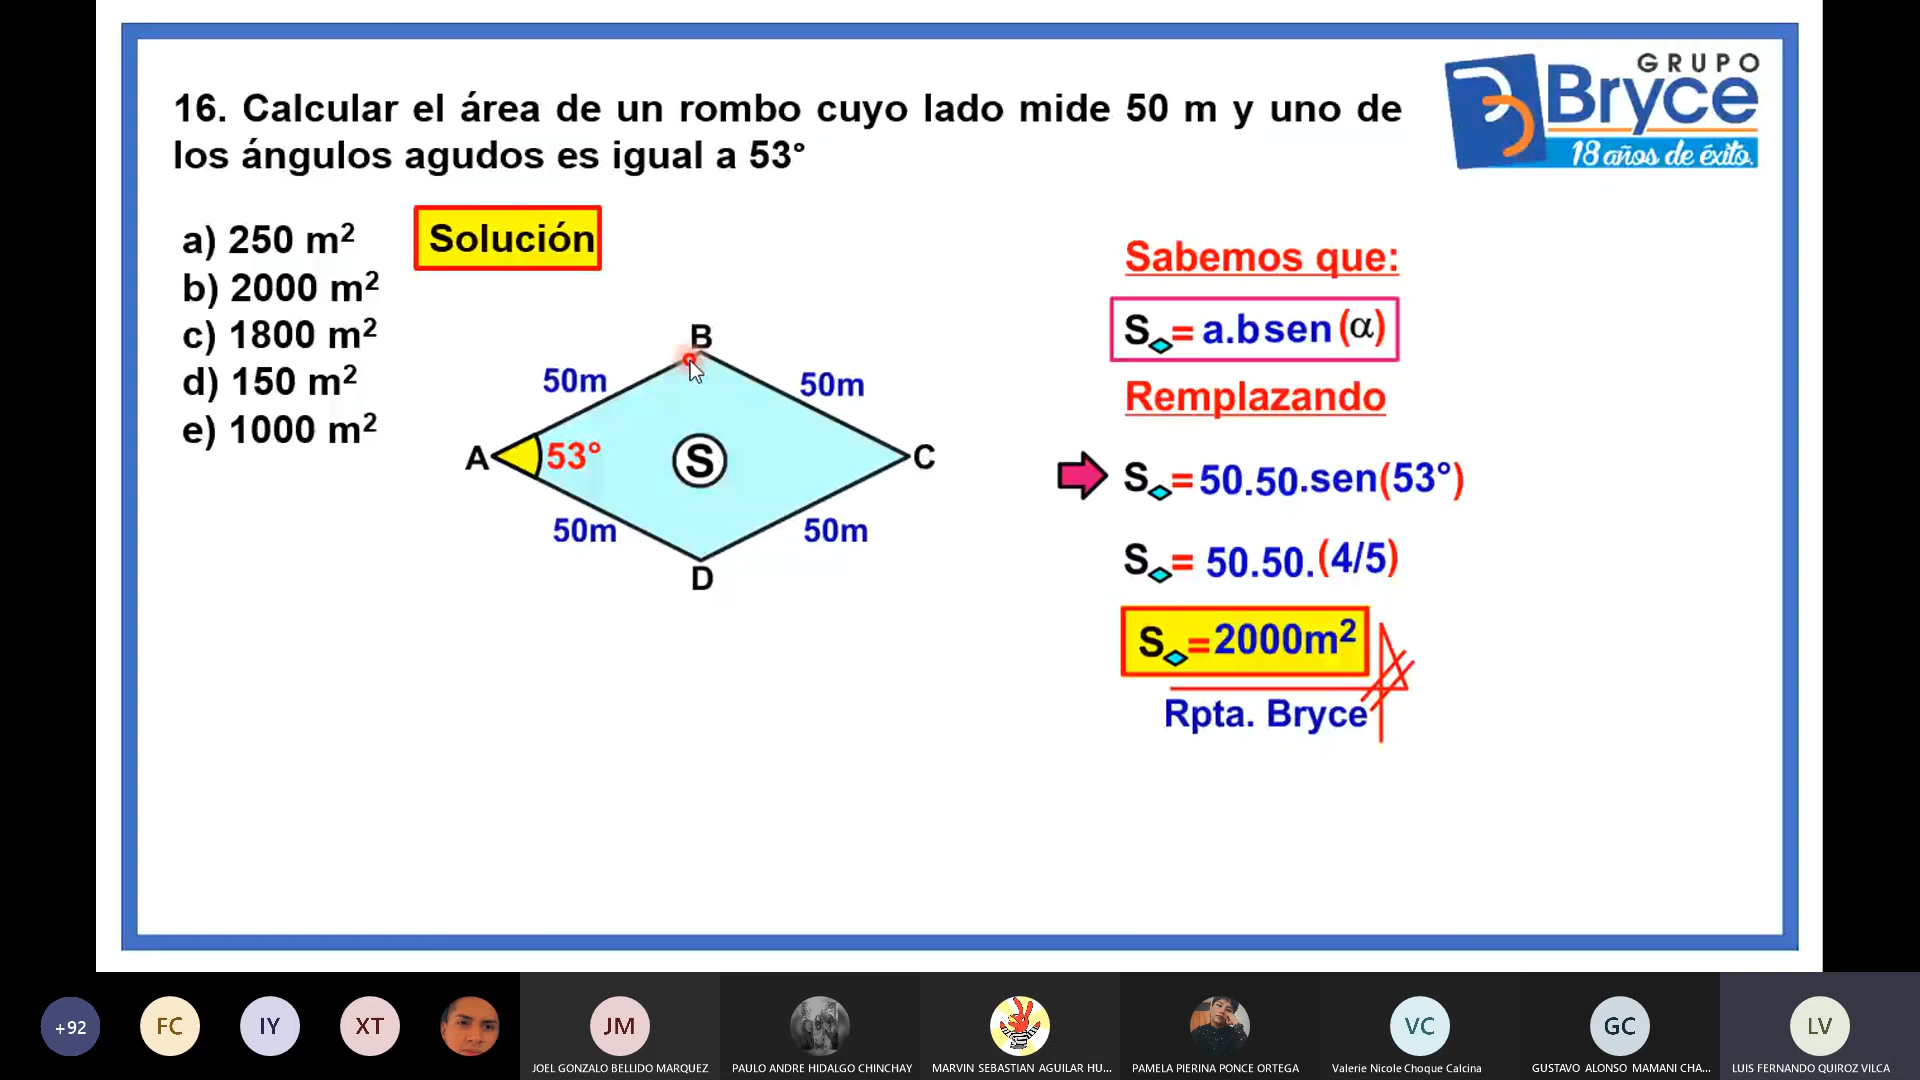 GRUPO
Bryce
18 años de éxito.
16. Calcular el área de un rombo cuyo lado mide 50 m y uno de
los ángulos agudos es igual a 53°
a) 250 m²
b) 2000 m²
c) 1800 m²
d) 150 m²
e) 1000 m²
Solución
B
50m
50m
A
53°
S
C
50m
50m
D
Sabemos que:
S = a.b sen (α)
Remplazando
S = 50.50.sen(53°)
S = 50.50.(4/5)
S = 2000m²
Rpta. Bryce
+92
FC
IY
XT
JM
VC
GC
LV
JOEL GONZALO BELLIDO MARQUEZ
PAULO ANDRE HIDALGO CHINCHAY
MARVIN SEBASTIAN AGUILAR HU...
PAMELA PIERINA PONCE ORTEGA
Valerie Nicole Choque Calcina
GUSTAVO ALONSO MAMANI CHA...
LUIS FERNANDO QUIROZ VILCA